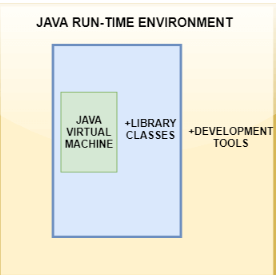 JAVA RUN-TIME ENVIRONMENT
JAVA
VIRTUAL
MACHINE
+LIBRARY
CLASSES
+DEVELOPMENT
TOOLS